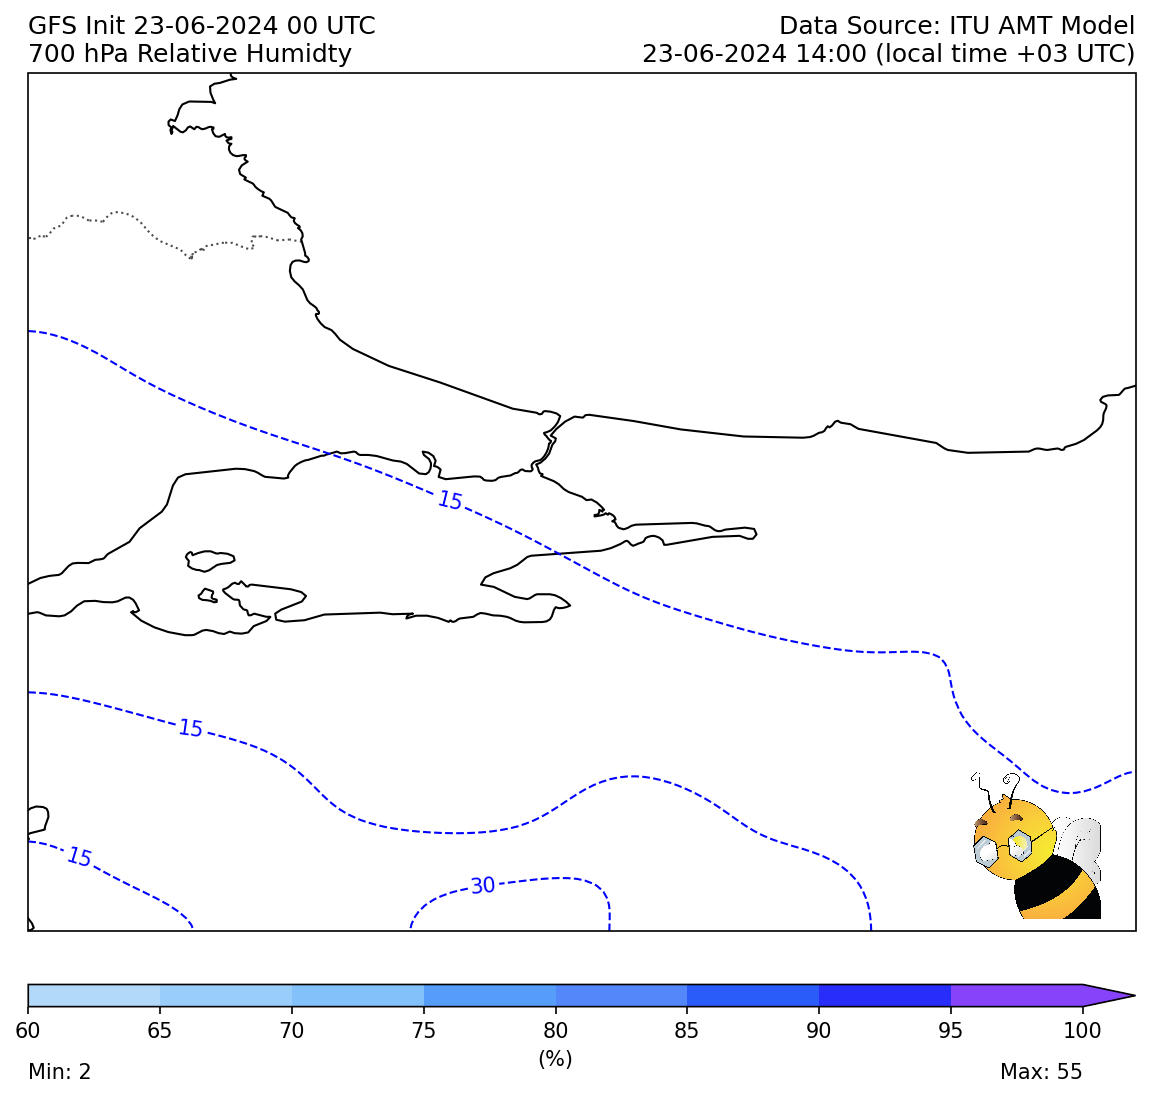 GFS Init 23-06-2024 00 UTC
Data Source: ITU AMT Model
700 hPa Relative Humidty
23-06-2024 14:00 (local time +03 UTC)
15
15
15
30
60 65 70 75 80 85 90 95 100
(%)
Min: 2
Max: 55